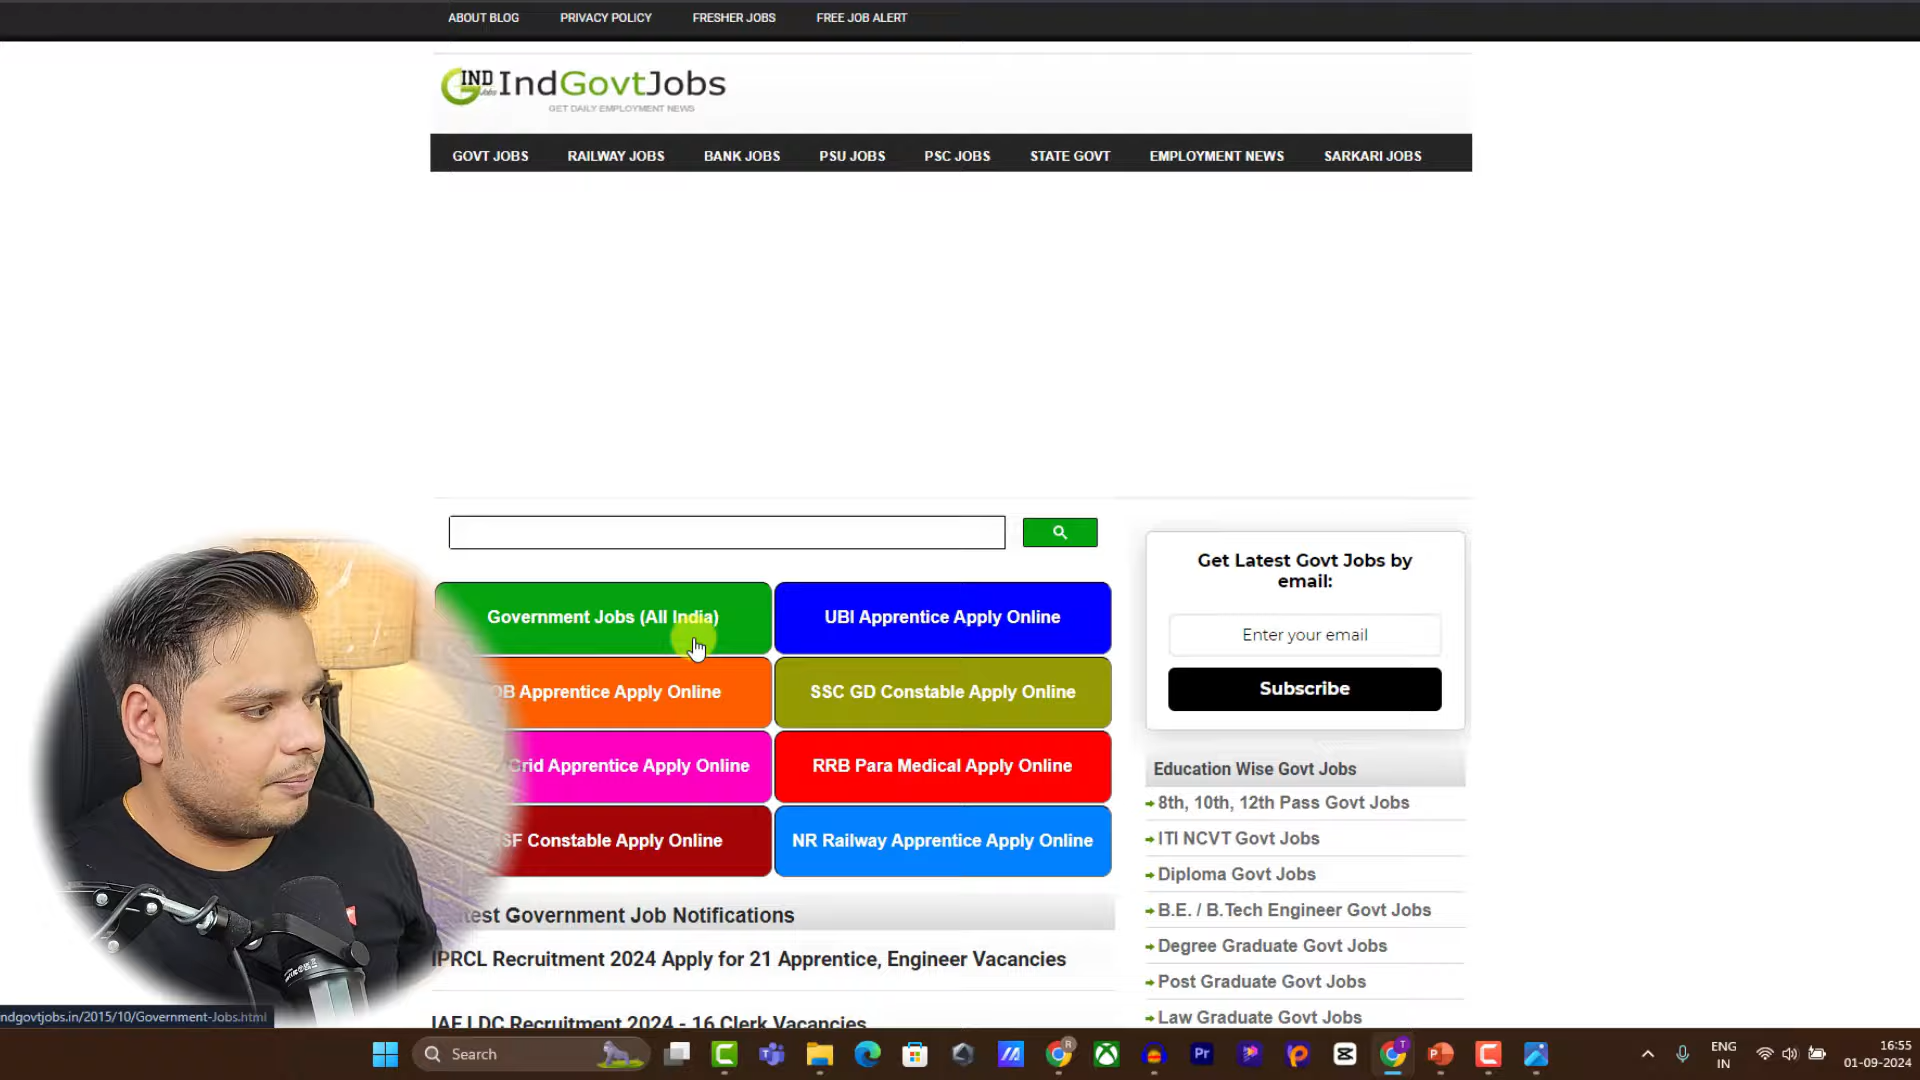 ABOUT BLOG PRIVACY POLICY FRESHER JOBS FREE JOB ALERT
IND IndGovtJobs
GET DAILY EMPLOYMENT NEWS
GOVT JOBS RAILWAY JOBS BANK JOBS PSU JOBS PSC JOBS STATE GOVT EMPLOYMENT NEWS SARKARI JOBS
Get Latest Govt Jobs by
email:
Enter your email
Subscribe
Government Jobs (All India) UBI Apprentice Apply Online
Apprentice Apply Online SSC GD Constable Apply Online
Apprentice Apply Online RRB Para Medical Apply Online
Constable Apply Online NR Railway Apprentice Apply Online
Education Wise Govt Jobs
8th, 10th, 12th Pass Govt Jobs
ITI NCVT Govt Jobs
Diploma Govt Jobs
B.E. / B.Tech Engineer Govt Jobs
Degree Graduate Govt Jobs
Post Graduate Govt Jobs
Law Graduate Govt Jobs
Government Job Notifications
IPRCL Recruitment 2024 Apply for 21 Apprentice, Engineer Vacancies
IAF LDC Recruitment 2024 - 16 Clerk Vacancies
indgovtjobs.in/2015/10/Government-Jobs.html
Search
Pr
ENG
IN
16:55
01-09-2024